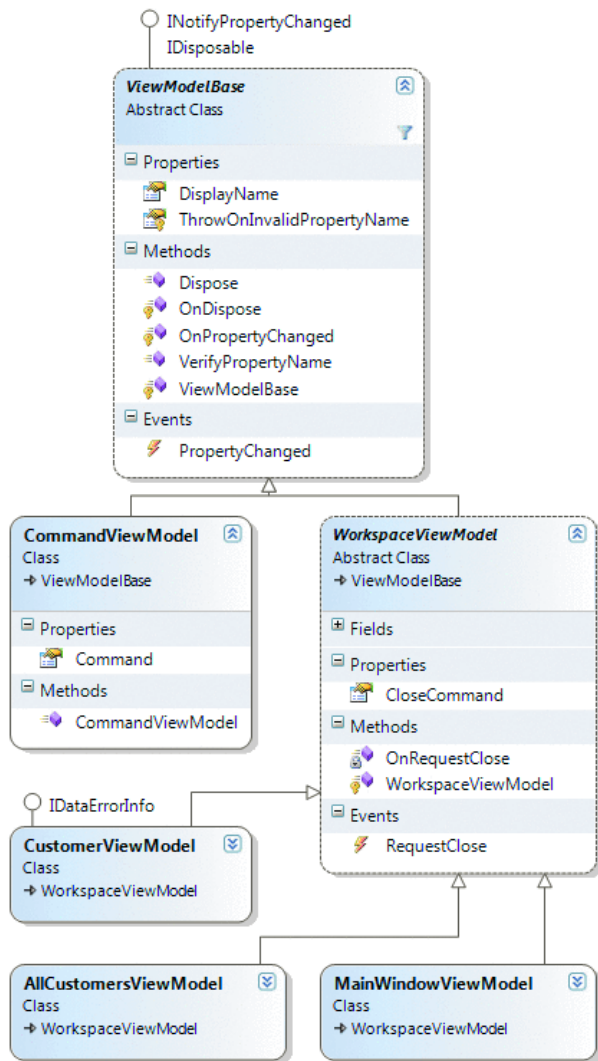 INotifyPropertyChanged
IDisposable
ViewModelBase
Abstract Class
Properties
DisplayName
ThrowOnInvalidPropertyName
Methods
Dispose
OnDispose
OnPropertyChanged
VerifyPropertyName
ViewModelBase
Events
PropertyChanged
CommandViewModel
Class
ViewModelBase
Properties
Command
Methods
CommandViewModel
WorkspaceViewModel
Abstract Class
ViewModelBase
Fields
Properties
CloseCommand
Methods
OnRequestClose
WorkspaceViewModel
Events
RequestClose
IDataErrorInfo
CustomerViewModel
Class
WorkspaceViewModel
AllCustomersViewModel
Class
WorkspaceViewModel
MainWindowViewModel
Class
WorkspaceViewModel